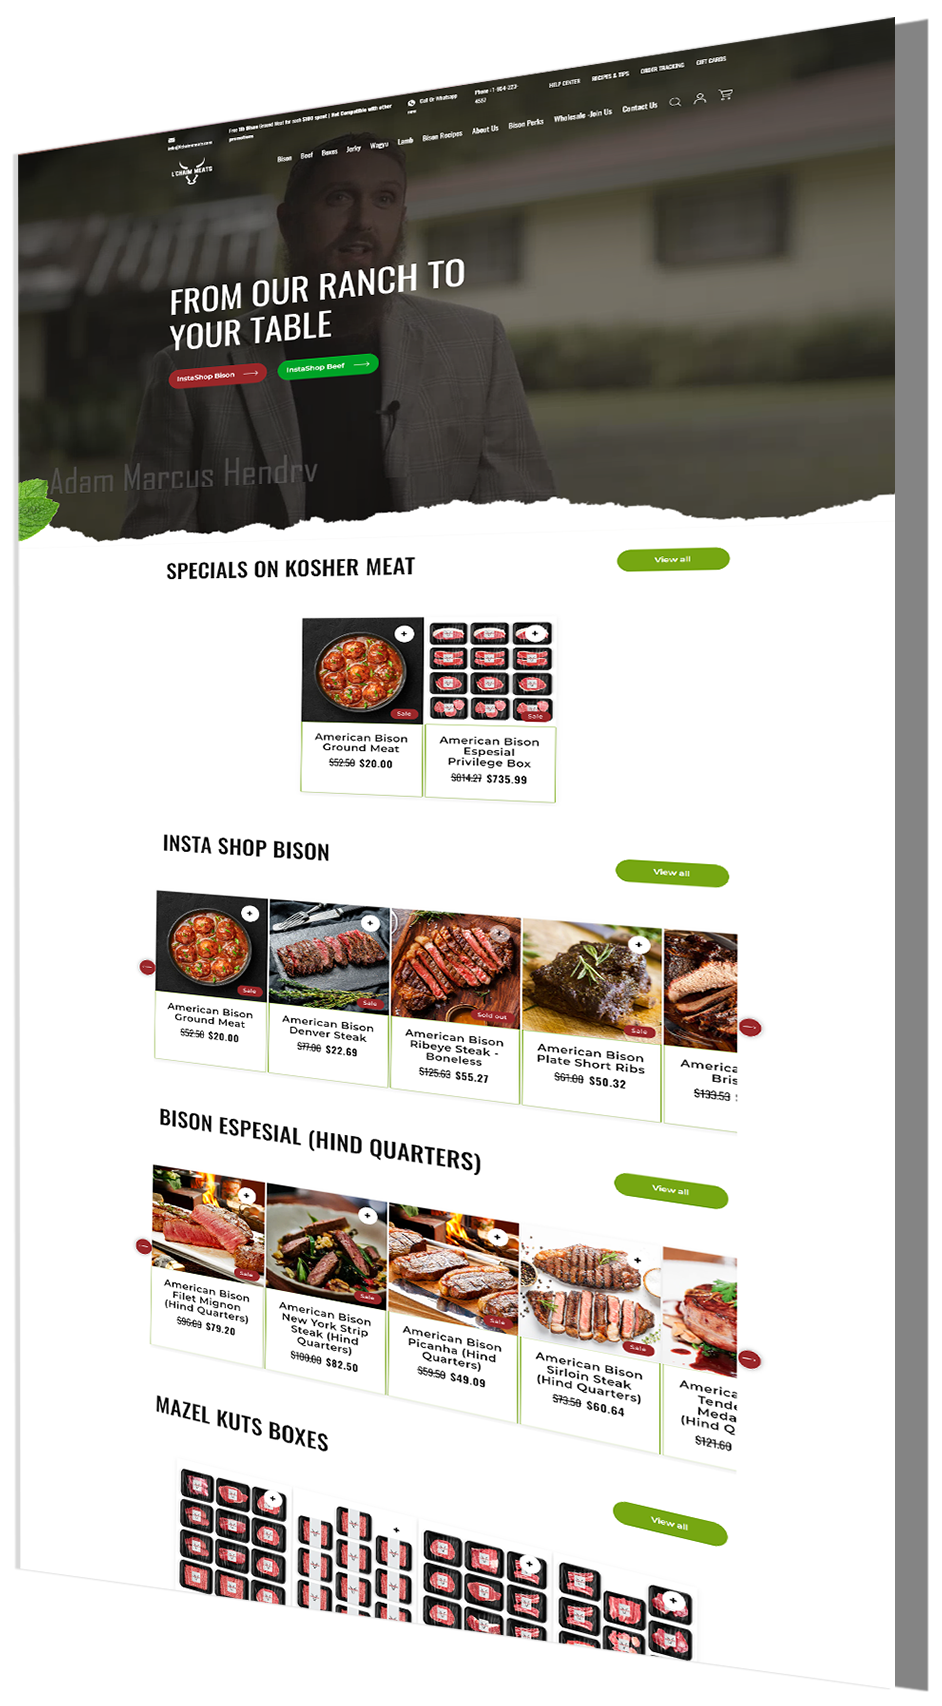 HELP CENTER RECIPES & TIPS ORDER TRACKING GIFT CARDS
info@lchaimmeats.com
Free 1lb Bison Ground Meat for each $300 spent | Not Compatible with other
promotions
Call Or Whatsapp
now
Phone +1-904-223-
4552
L'CHAIM MEATS
Bison Beef Boxes Jerky Wagyu Lamb Bison Recipes About Us Bison Perks Wholesale -Join Us Contact Us
FROM OUR RANCH TO
YOUR TABLE
InstaShop Bison
InstaShop Beef
Adam Marcus Hendry
SPECIALS ON KOSHER MEAT
View all
Sale
American Bison
Ground Meat
$52.50 $20.00
Sale
American Bison
Espesial
Privilege Box
$814.27 $735.99
INSTA SHOP BISON
View all
Sale
American Bison
Ground Meat
$52.50 $20.00
Sale
American Bison
Denver Steak
$77.00 $22.69
Sold out
American Bison
Ribeye Steak -
Boneless
$125.63 $55.27
Sale
American Bison
Plate Short Ribs
$61.00 $50.32
America
Bris
$133.53
BISON ESPESIAL (HIND QUARTERS)
View all
Sale
American Bison
Filet Mignon
(Hind Quarters)
$96.69 $79.20
Sale
American Bison
New York Strip
Steak (Hind
Quarters)
$100.00 $82.50
Sale
American Bison
Picanha (Hind
Quarters)
$59.50 $49.09
Sale
American Bison
Sirloin Steak
(Hind Quarters)
$73.50 $60.64
America
Tende
Meda
(Hind Q
$121.60
MAZEL KUTS BOXES
View all